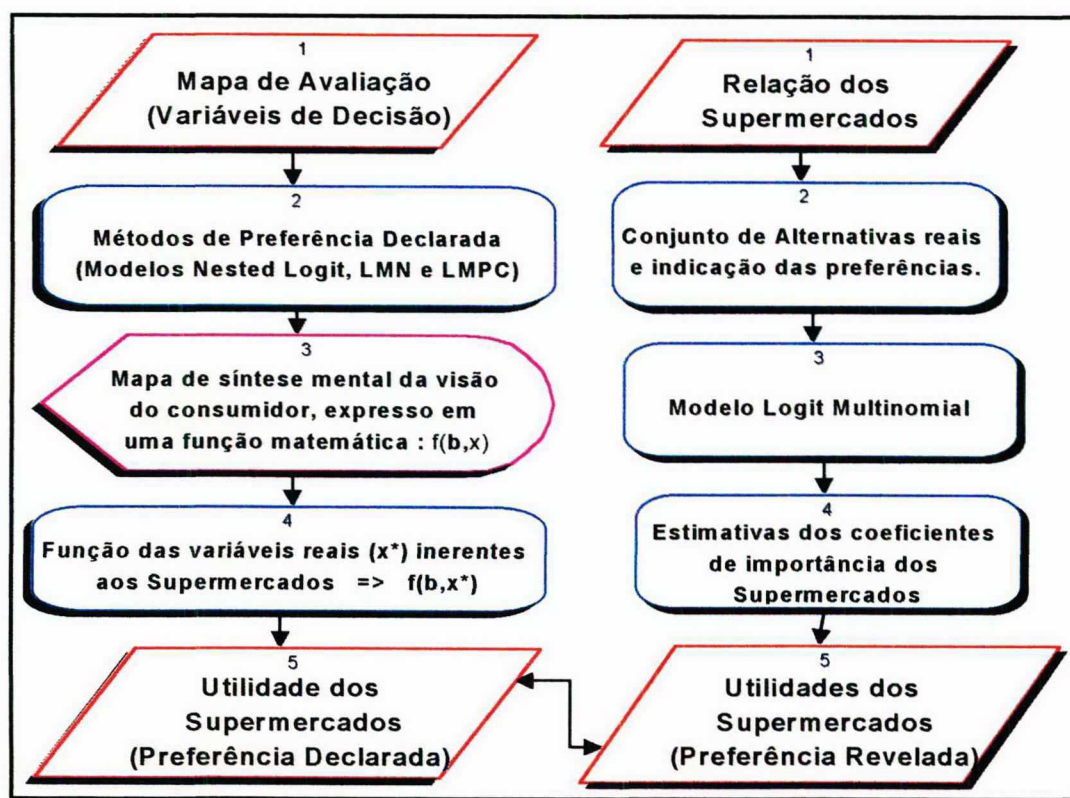 1
Mapa de Avaliação
(Variáveis de Decisão)
2
Métodos de Preferência Declarada
(Modelos Nested Logit, LMN e LMPC)
3
Mapa de síntese mental da visão
do consumidor, expresso em
uma função matemática : f(b,x)
4
Função das variáveis reais (x*) inerentes
aos Supermercados => f(b,x*)
5
Utilidade dos
Supermercados
(Preferência Declarada)
1
Relação dos
Supermercados
2
Conjunto de Alternativas reais
e indicação das preferências.
3
Modelo Logit Multinomial
4
Estimativas dos coeficientes
de importância dos
Supermercados
5
Utilidades dos
Supermercados
(Preferência Revelada)